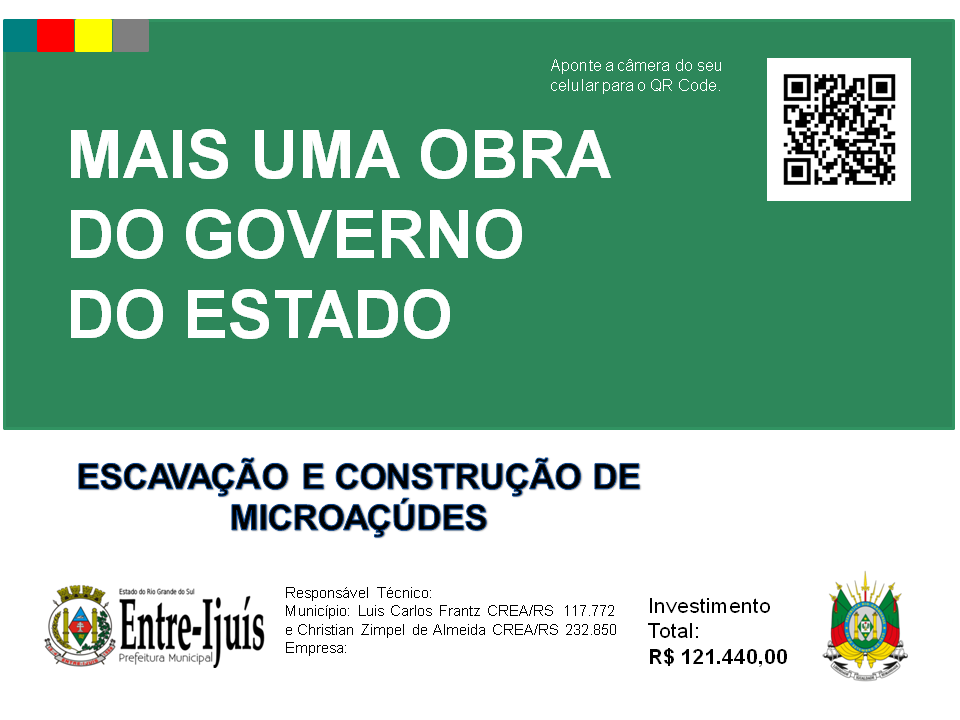 Aponte a câmera do seu
celular para o QR Code.
MAIS UMA OBRA
DO GOVERNO
DO ESTADO
ESCAVAÇÃO E CONSTRUÇÃO DE
MICROAÇÚDES
Estado do Rio Grande do Sul
Entre-Ijuís
Prefeitura Municipal
Responsável Técnico:
Município: Luis Carlos Frantz CREA/RS 117.772
e Christian Zimpel de Almeida CREA/RS 232.850
Empresa:
Investimento
Total:
R$ 121.440,00